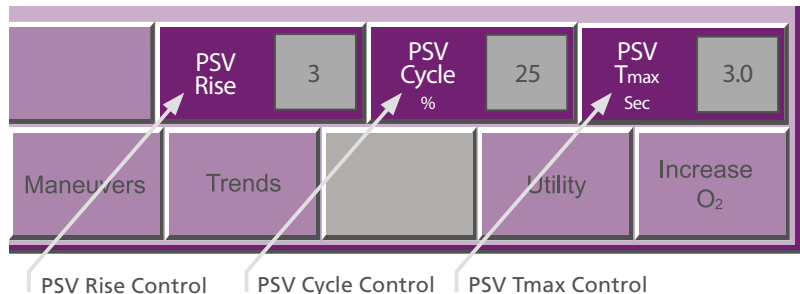 PSV
Rise
3
PSV
Cycle
%
25
PSV
Tmax
Sec
3.0
Maneuvers
Trends
Utility
Increase
O₂
PSV Rise Control
PSV Cycle Control
PSV Tmax Control